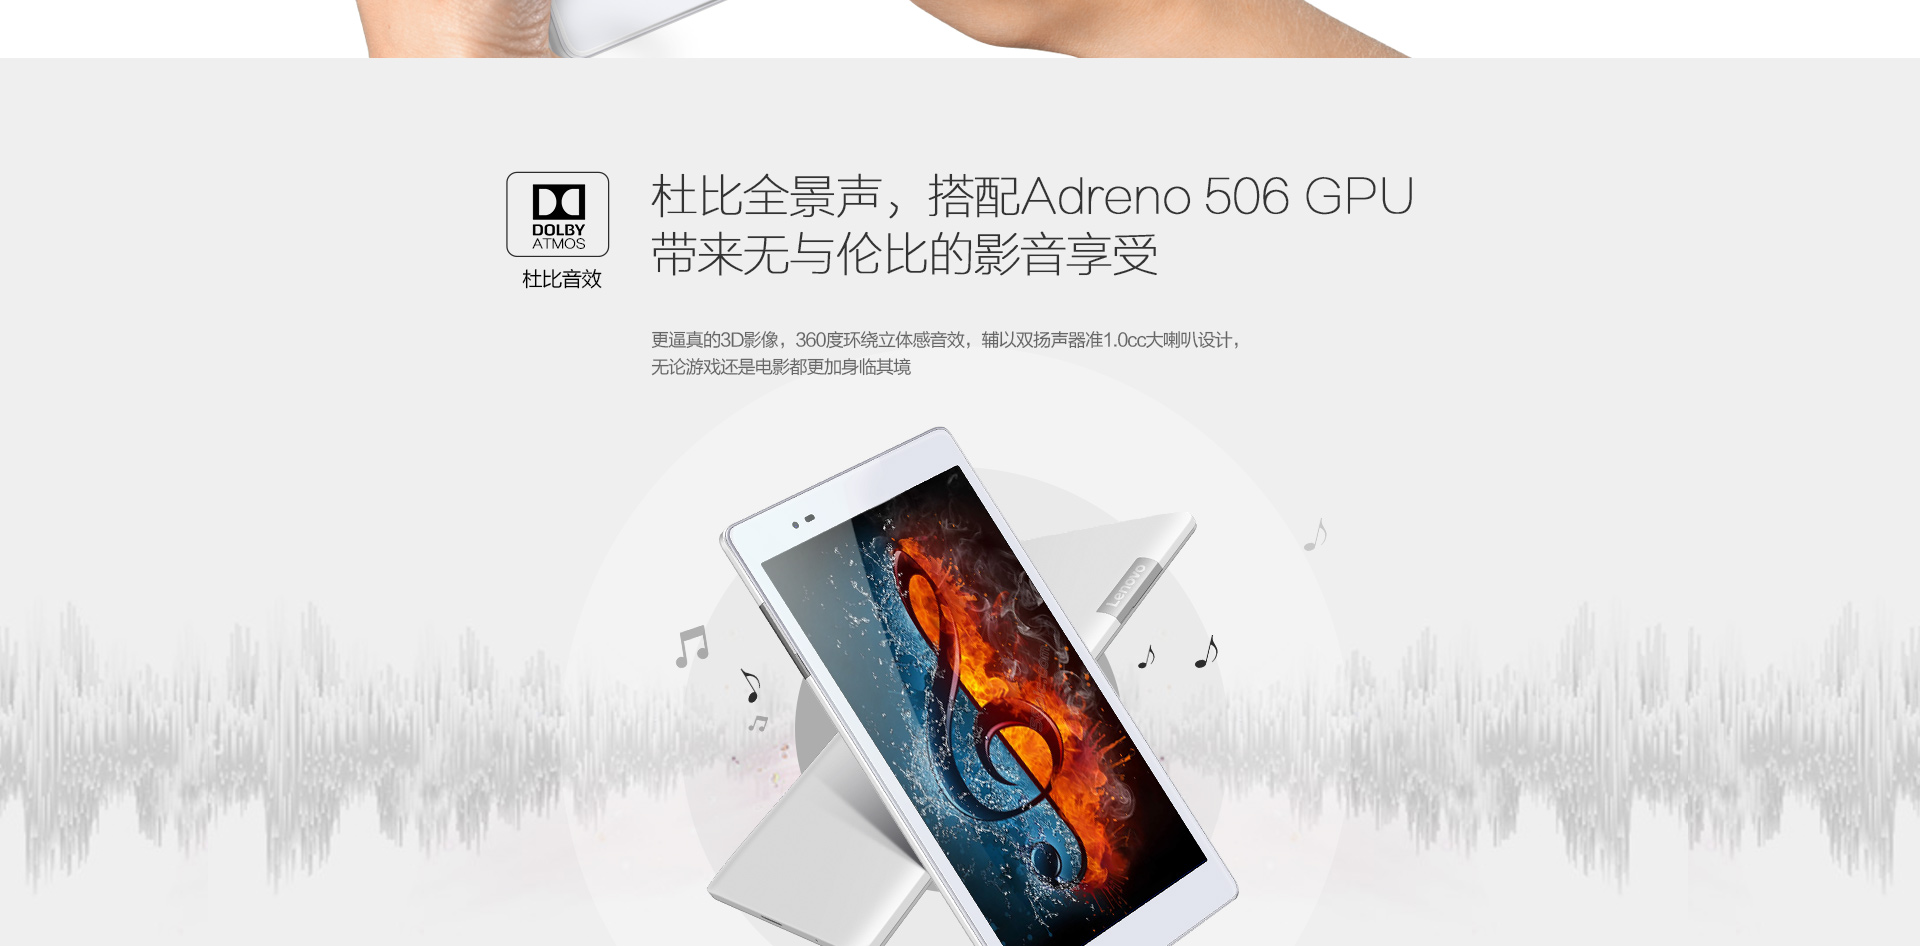 杜比全景声，搭配Adreno 506 GPU
带来无与伦比的影音享受
DOLBY
ATMOS
杜比音效
更逼真的3D影像，360度环绕立体感音效，辅以双扬声器准1.0cc大喇叭设计，
无论游戏还是电影都更加身临其境
Lenovo